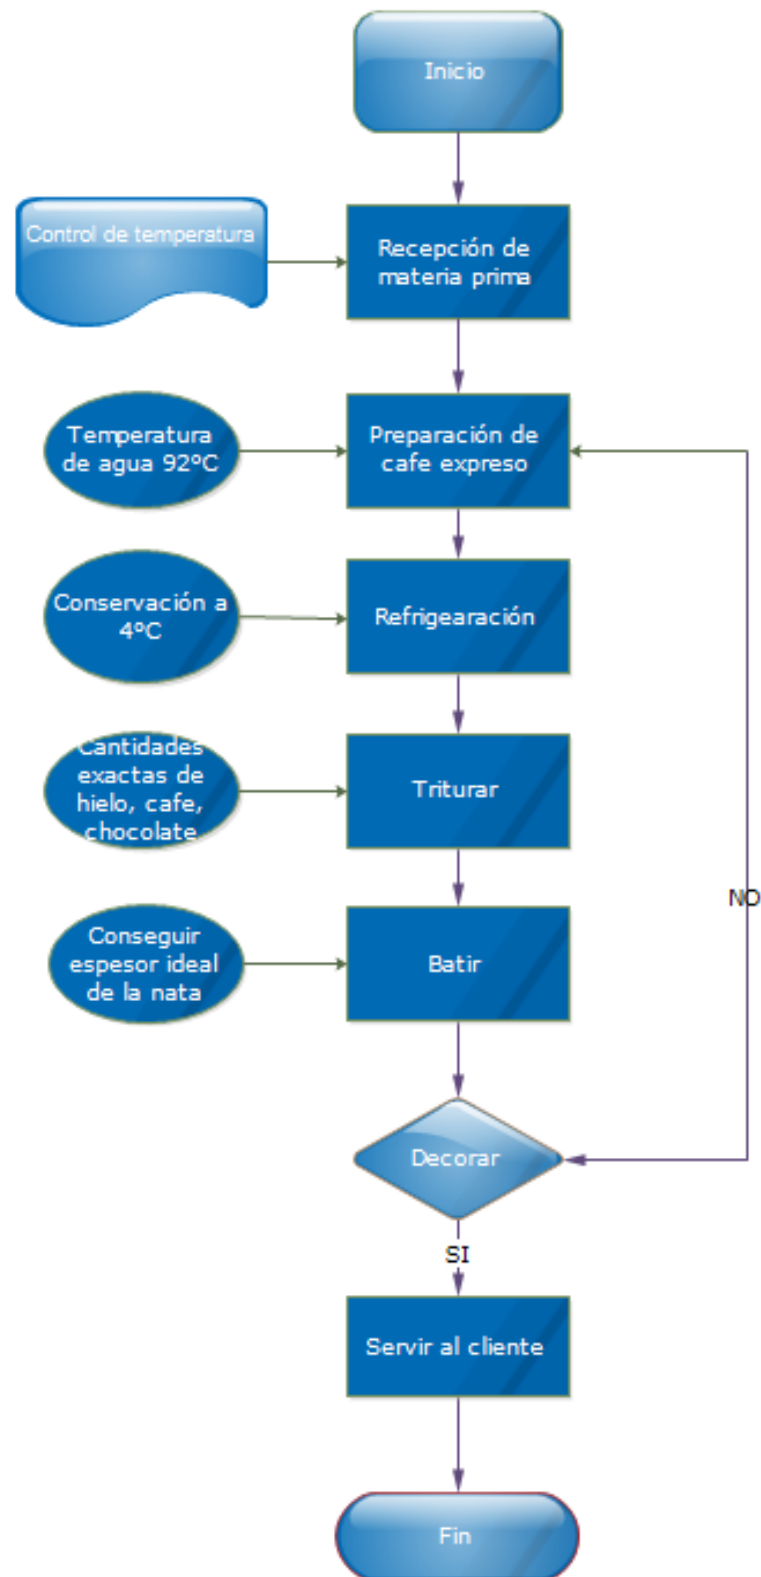 Inicio
Control de temperatura
Recepción de
materia prima
Temperatura
de agua 92°C
Preparación de
cafe expreso
Conservación a
4°C
Refrigearación
Cantidades
exactas de
hielo, cafe,
chocolate
Triturar
NO
Conseguir
espesor ideal
de la nata
Batir
Decorar
SI
Servir al cliente
Fin